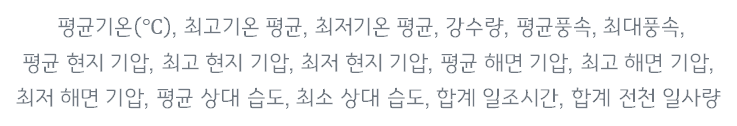 평균기온(℃), 최고기온 평균, 최저기온 평균, 강수량, 평균풍속, 최대풍속,
평균 현지 기압, 최고 현지 기압, 최저 현지 기압, 평균 해면 기압, 최고 해면 기압,
최저 해면 기압, 평균 상대 습도, 최소 상대 습도, 합계 일조시간, 합계 전천 일사량